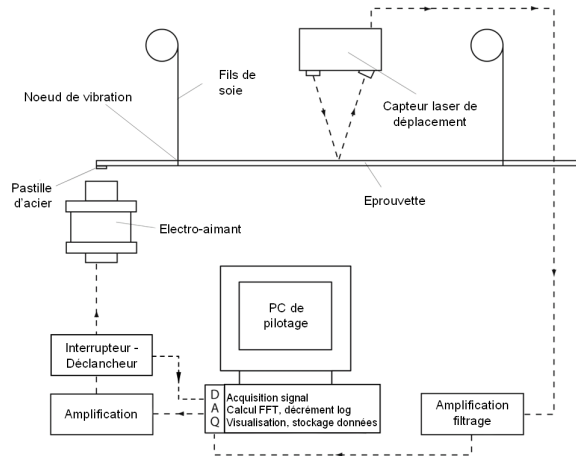 Fils de
soie
Noeud de vibration
Capteur laser de
déplacement
Pastille
d'acier
Eprouvette
Electro-aimant
PC de
pilotage
Interrupteur -
Déclancheur
Amplification
D
A
Q
Acquisition signal
Calcul FFT, décrément log
Visualisation, stockage données
Amplification
filtrage